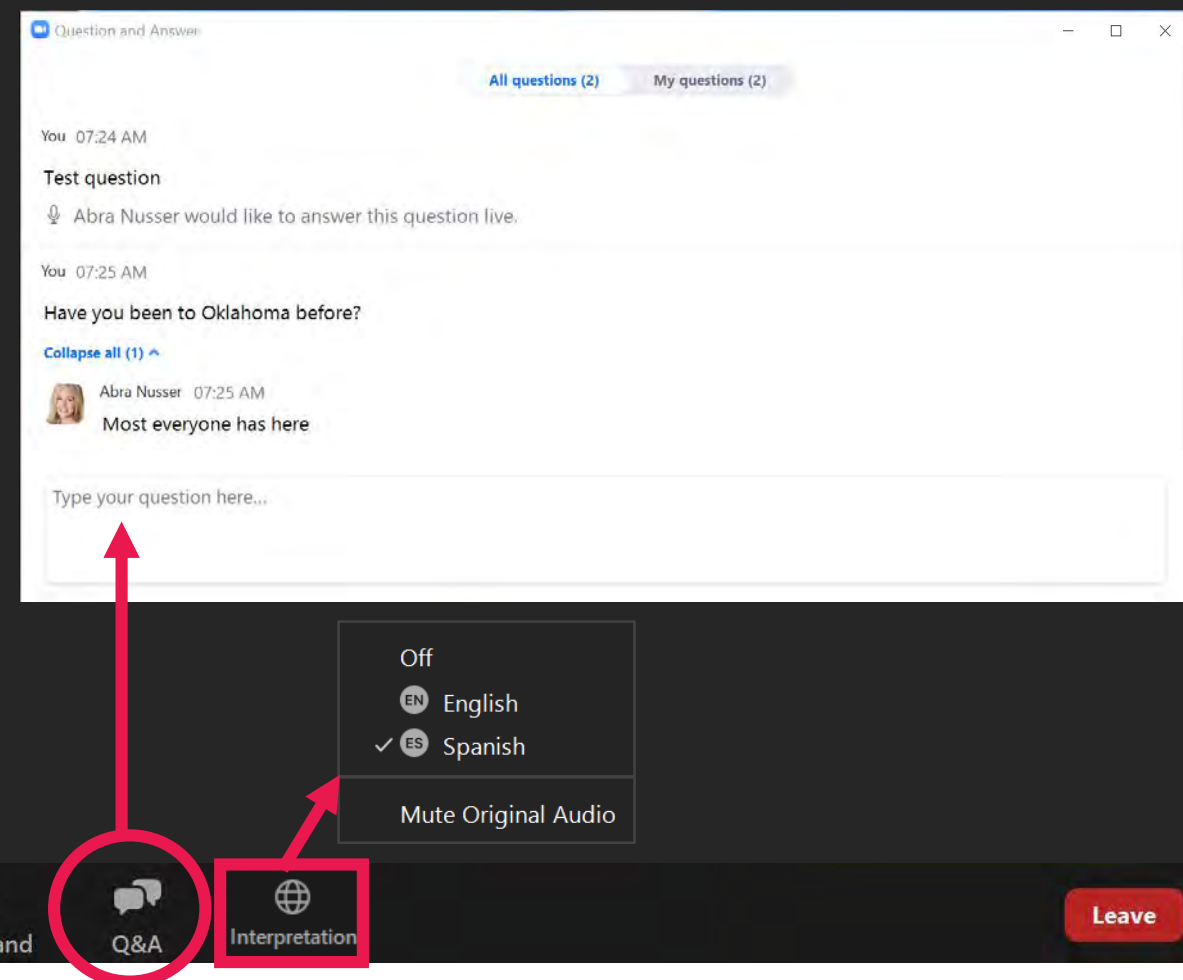 Question and Answer
All questions (2) My questions (2)
You 07:24 AM
Test question
Abra Nusser would like to answer this question live.
You 07:25 AM
Have you been to Oklahoma before?
Collapse all (1)
Abra Nusser 07:25 AM
Most everyone has here
Type your question here...
Off
EN English
ES Spanish
Mute Original Audio
and Q&A Interpretation Leave